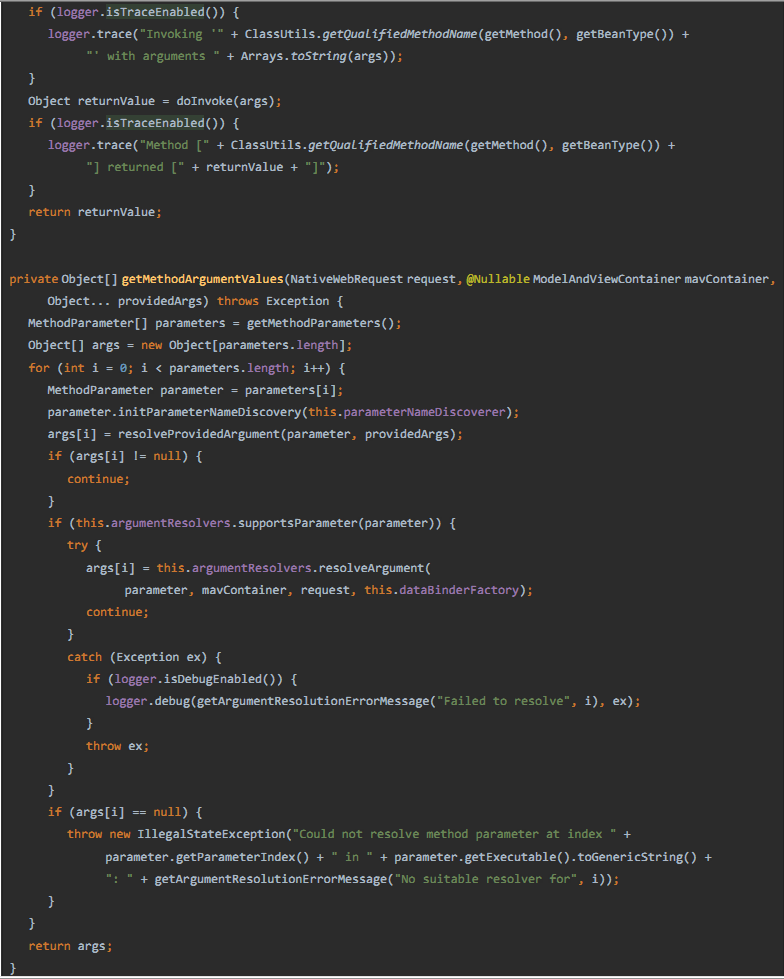 if (logger.isTraceEnabled()) {
logger.trace("Invoking '" + ClassUtils.getQualifiedMethodName(getMethod(), getBeanType()) +
"' with arguments " + Arrays.toString(args));
}
Object returnValue = doInvoke(args);
if (logger.isTraceEnabled()) {
logger.trace("Method [" + ClassUtils.getQualifiedMethodName(getMethod(), getBeanType()) +
"] returned [" + returnValue + "]");
}
return returnValue;
}
private Object[] getMethodArgumentValues(NativeWebRequest request, @Nullable ModelAndViewContainer mavContainer,
Object... providedArgs) throws Exception {
MethodParameter[] parameters = getMethodParameters();
Object[] args = new Object[parameters.length];
for (int i = 0; i < parameters.length; i++) {
MethodParameter parameter = parameters[i];
parameter.initParameterNameDiscovery(this.parameterNameDiscoverer);
args[i] = resolveProvidedArgument(parameter, providedArgs);
if (args[i] != null) {
continue;
}
if (this.argumentResolvers.supportsParameter(parameter)) {
try {
args[i] = this.argumentResolvers.resolveArgument(
parameter, mavContainer, request, this.dataBinderFactory);
continue;
}
catch (Exception ex) {
if (logger.isDebugEnabled()) {
logger.debug(getArgumentResolutionErrorMessage("Failed to resolve", i), ex);
}
throw ex;
}
}
if (args[i] == null) {
throw new IllegalStateException("Could not resolve method parameter at index " +
parameter.getParameterIndex() + " in " + parameter.getExecutable().toGenericString() +
": " + getArgumentResolutionErrorMessage("No suitable resolver for", i));
}
}
return args;
}